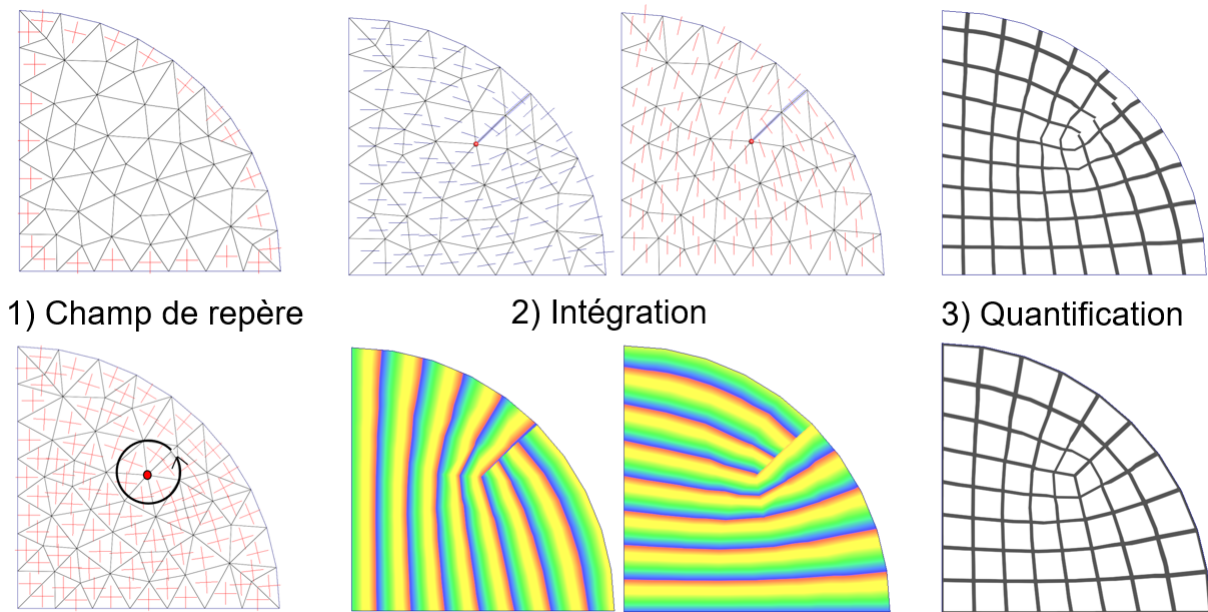 1) Champ de repère
2) Intégration
3) Quantification